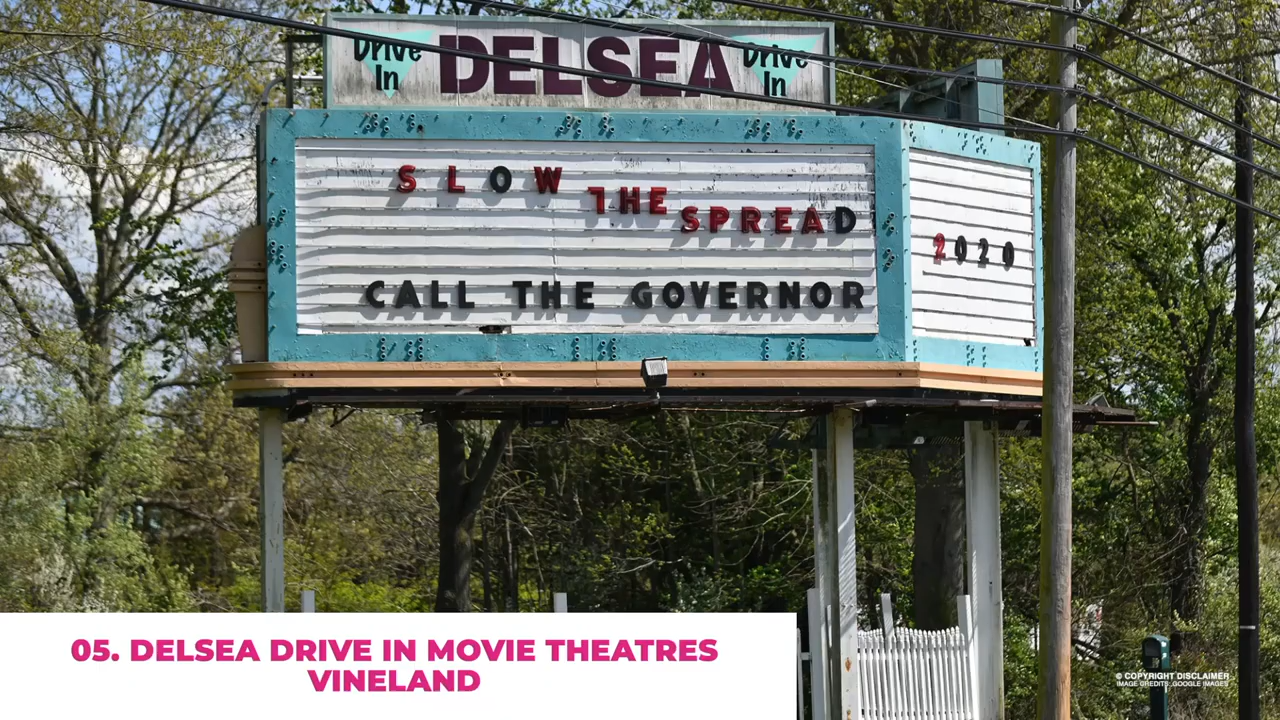 Drive In DELSEA Drive In
SLOW THE SPREAD
2020
CALL THE GOVERNOR
05. DELSEA DRIVE IN MOVIE THEATRES
VINELAND
© COPYRIGHT DISCLAIMER
IMAGE CREDITS: GOOGLE IMAGES